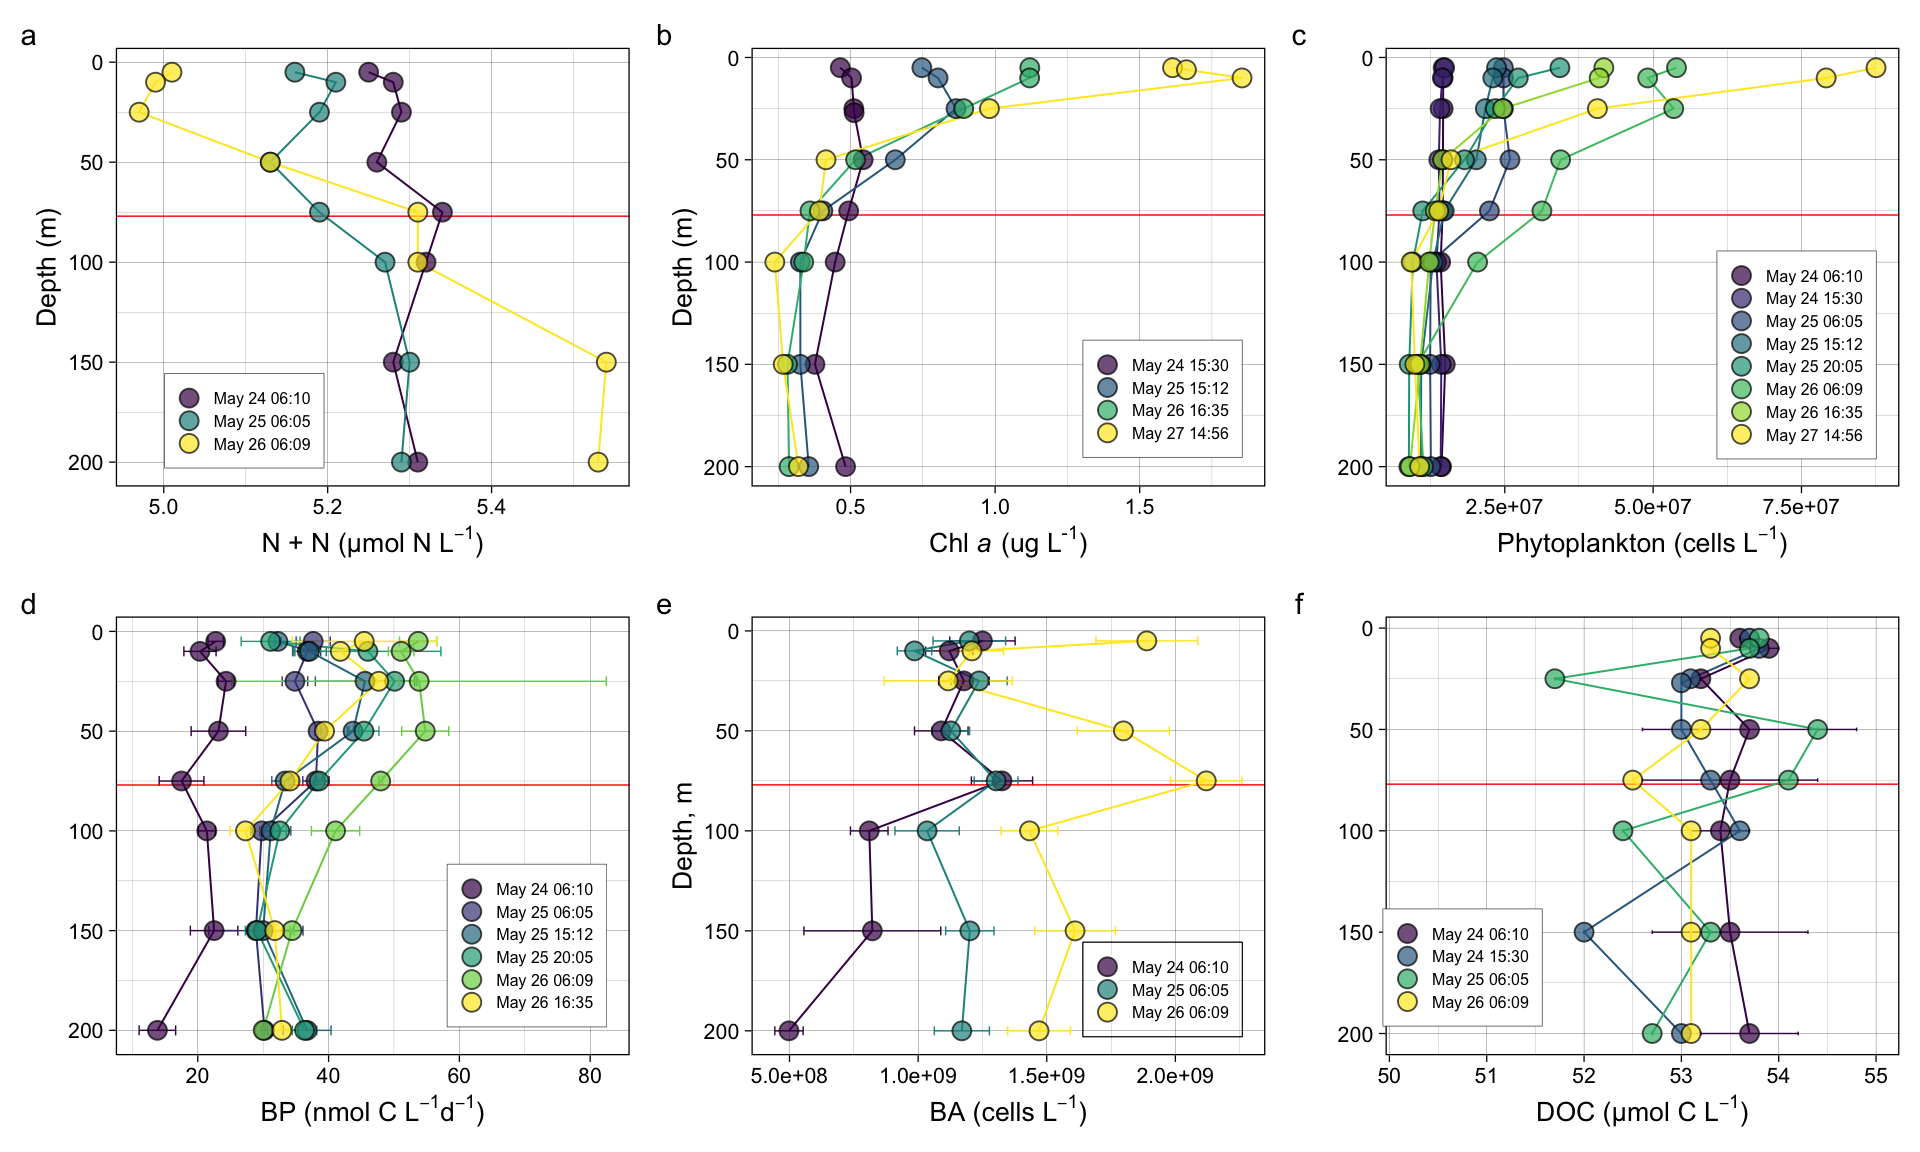 a
0
50
100
150
200
Depth (m)
May 24 06:10
May 25 06:05
May 26 06:09
5.0 5.2 5.4
N + N (µmol N L−1)
b
0
50
100
150
200
Depth (m)
May 24 15:30
May 25 15:12
May 26 16:35
May 27 14:56
0.5 1.0 1.5
Chl a (ug L-1)
c
0
50
100
150
200
May 24 06:10
May 24 15:30
May 25 06:05
May 25 15:12
May 25 20:05
May 26 06:09
May 26 16:35
May 27 14:56
2.5e+07 5.0e+07 7.5e+07
Phytoplankton (cells L−1)
d
0
50
100
150
200
May 24 06:10
May 25 06:05
May 25 15:12
May 25 20:05
May 26 06:09
May 26 16:35
20 40 60 80
BP (nmol C L−1d−1)
e
0
50
100
150
200
Depth, m
May 24 06:10
May 25 06:05
May 26 06:09
5.0e+08 1.0e+09 1.5e+09 2.0e+09
BA (cells L−1)
f
0
50
100
150
200
May 24 06:10
May 24 15:30
May 25 06:05
May 26 06:09
50 51 52 53 54 55
DOC (µmol C L−1)